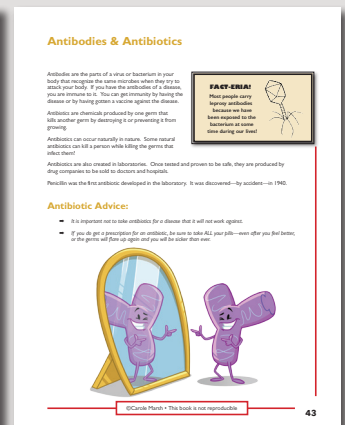 Antibodies & Antibiotics
Antibodies are the parts of a virus or bacterium in your
body that recognize the same microbes when they try to
attack your body. If you have the antibodies of a disease,
you are immune to it. You can get immunity by having the
disease or by having gotten a vaccine against the disease.
Antibiotics are chemicals produced by one germ that
kills another germ by destroying it or preventing it from
growing.
Antibiotics can occur naturally in nature. Some natural
antibiotics can kill a person while killing the germs that
infect them!
FACT-ERIA!
Most people carry
leprosy antibodies
because we have
been exposed to the
bacterium at some
time during our lives!
Antibiotics are also created in laboratories. Once tested and proven to be safe, they are produced by
drug companies to be sold to doctors and hospitals.
Penicillin was the first antibiotic developed in the laboratory. It was discovered—by accident—in 1940.
Antibiotic Advice:
It is important not to take antibiotics for a disease that it will not work against.
If you do get a prescription for an antibiotic, be sure to take ALL your pills—even after you feel better,
or the germs will flare up again and you will be sicker than ever.
©Carole Marsh • This book is not reproducible
43